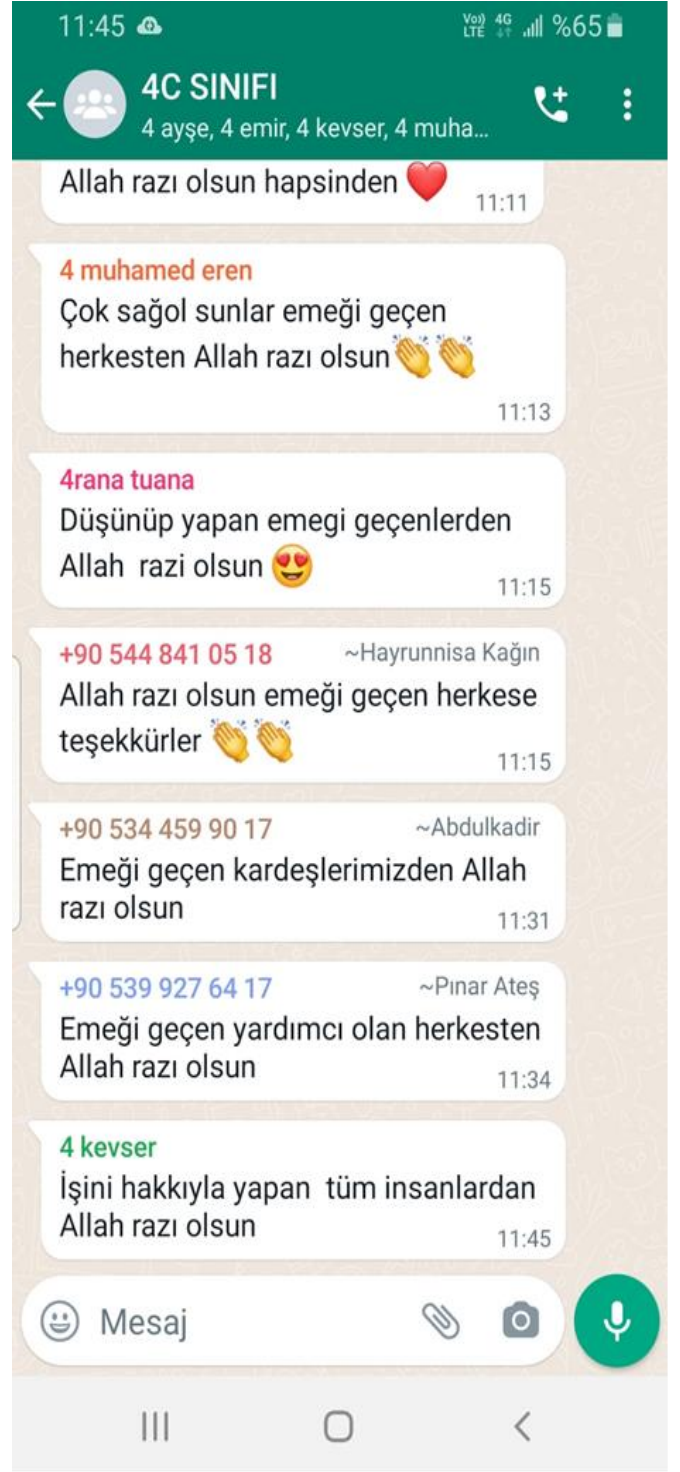 11:45 Vo)) LTE 4G %65
4C SINIFI
4 ayşe, 4 emir, 4 kevser, 4 muha...
Allah razı olsun hapsinden ❤️
11:11
4 muhamed eren
Çok sağol sunlar emeği geçen
herkesten Allah razı olsun👏👏
11:13
4rana tuana
Düşünüp yapan emegi geçenlerden
Allah  razi olsun 😍
11:15
+90 544 841 05 18 ~Hayrunnisa Kağın
Allah razı olsun emeği geçen herkese
teşekkürler 👏👏
11:15
+90 534 459 90 17 ~Abdulkadir
Emeği geçen kardeşlerimizden Allah
razı olsun
11:31
+90 539 927 64 17 ~Pınar Ateş
Emeği geçen yardımcı olan herkesten
Allah razı olsun
11:34
4 kevser
İşini hakkıyla yapan  tüm insanlardan
Allah razı olsun
11:45
Mesaj